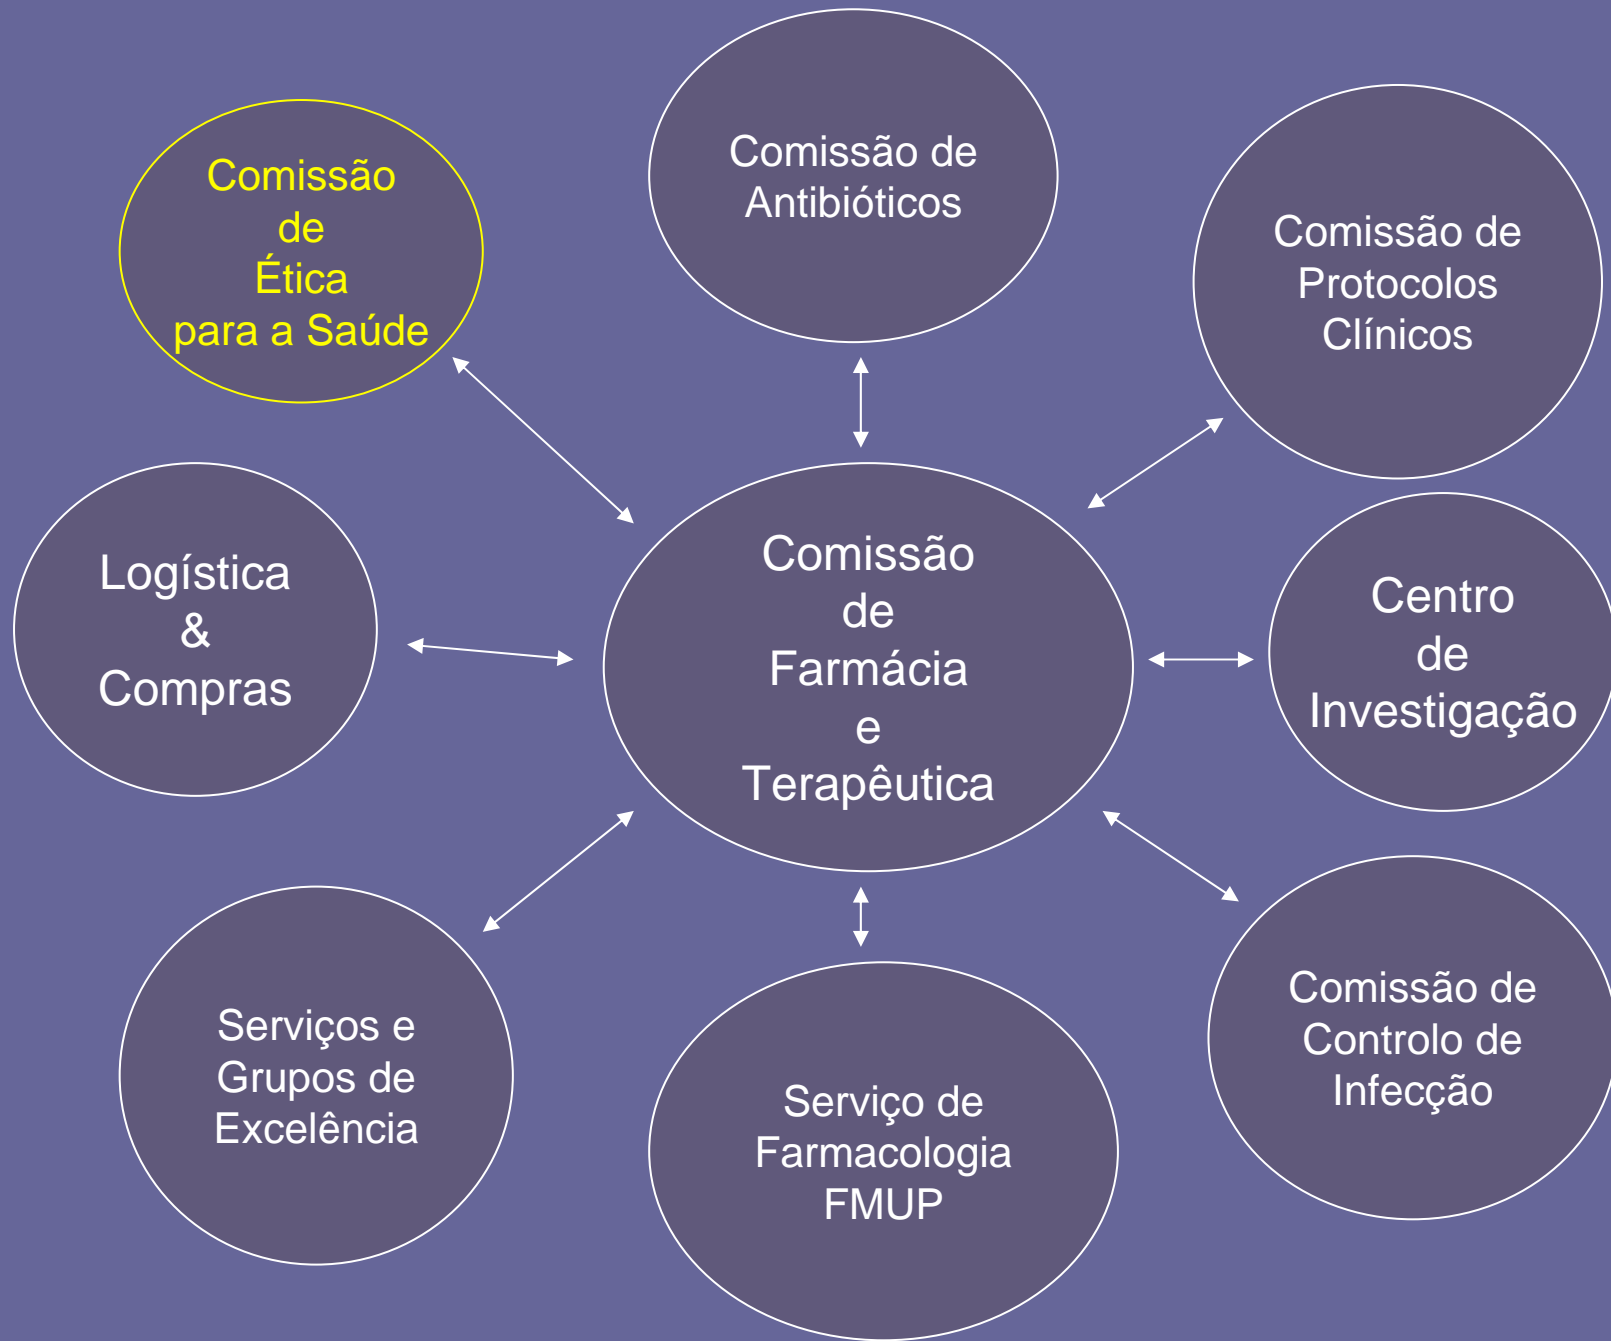 Comissão de
Antibióticos
Comissão
de
Ética
para a Saúde
Comissão de
Protocolos
Clínicos
Logística
&
Compras
Comissão
de
Farmácia
e
Terapêutica
Centro
de
Investigação
Serviços e
Grupos de
Excelência
Serviço de
Farmacologia
FMUP
Comissão de
Controlo de
Infecção